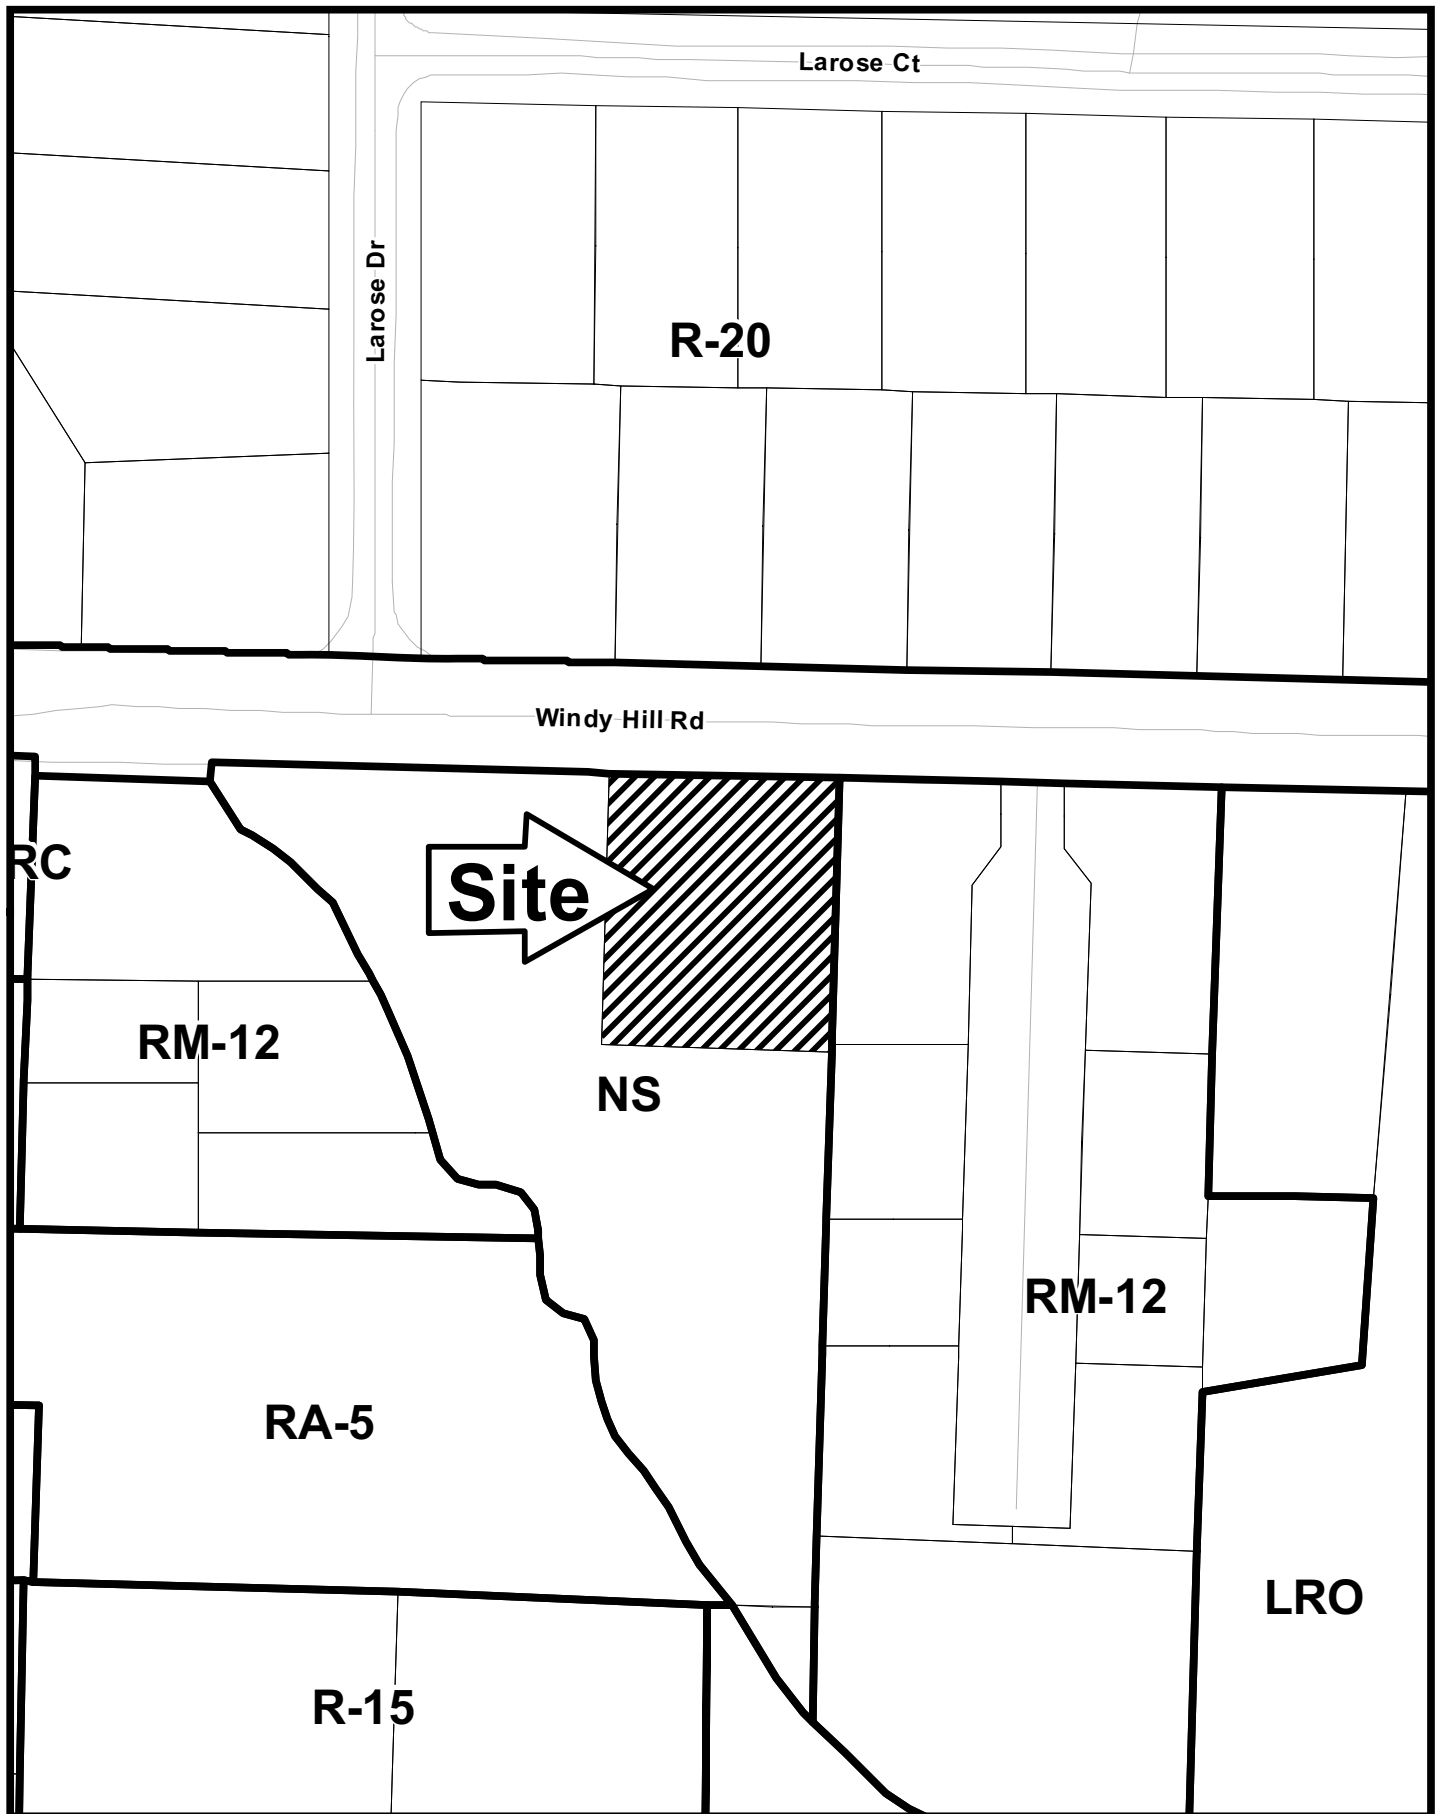 Larose Ct
Larose Dr
R-20
Windy Hill Rd
RC
Site
RM-12
NS
RM-12
RA-5
LRO
R-15